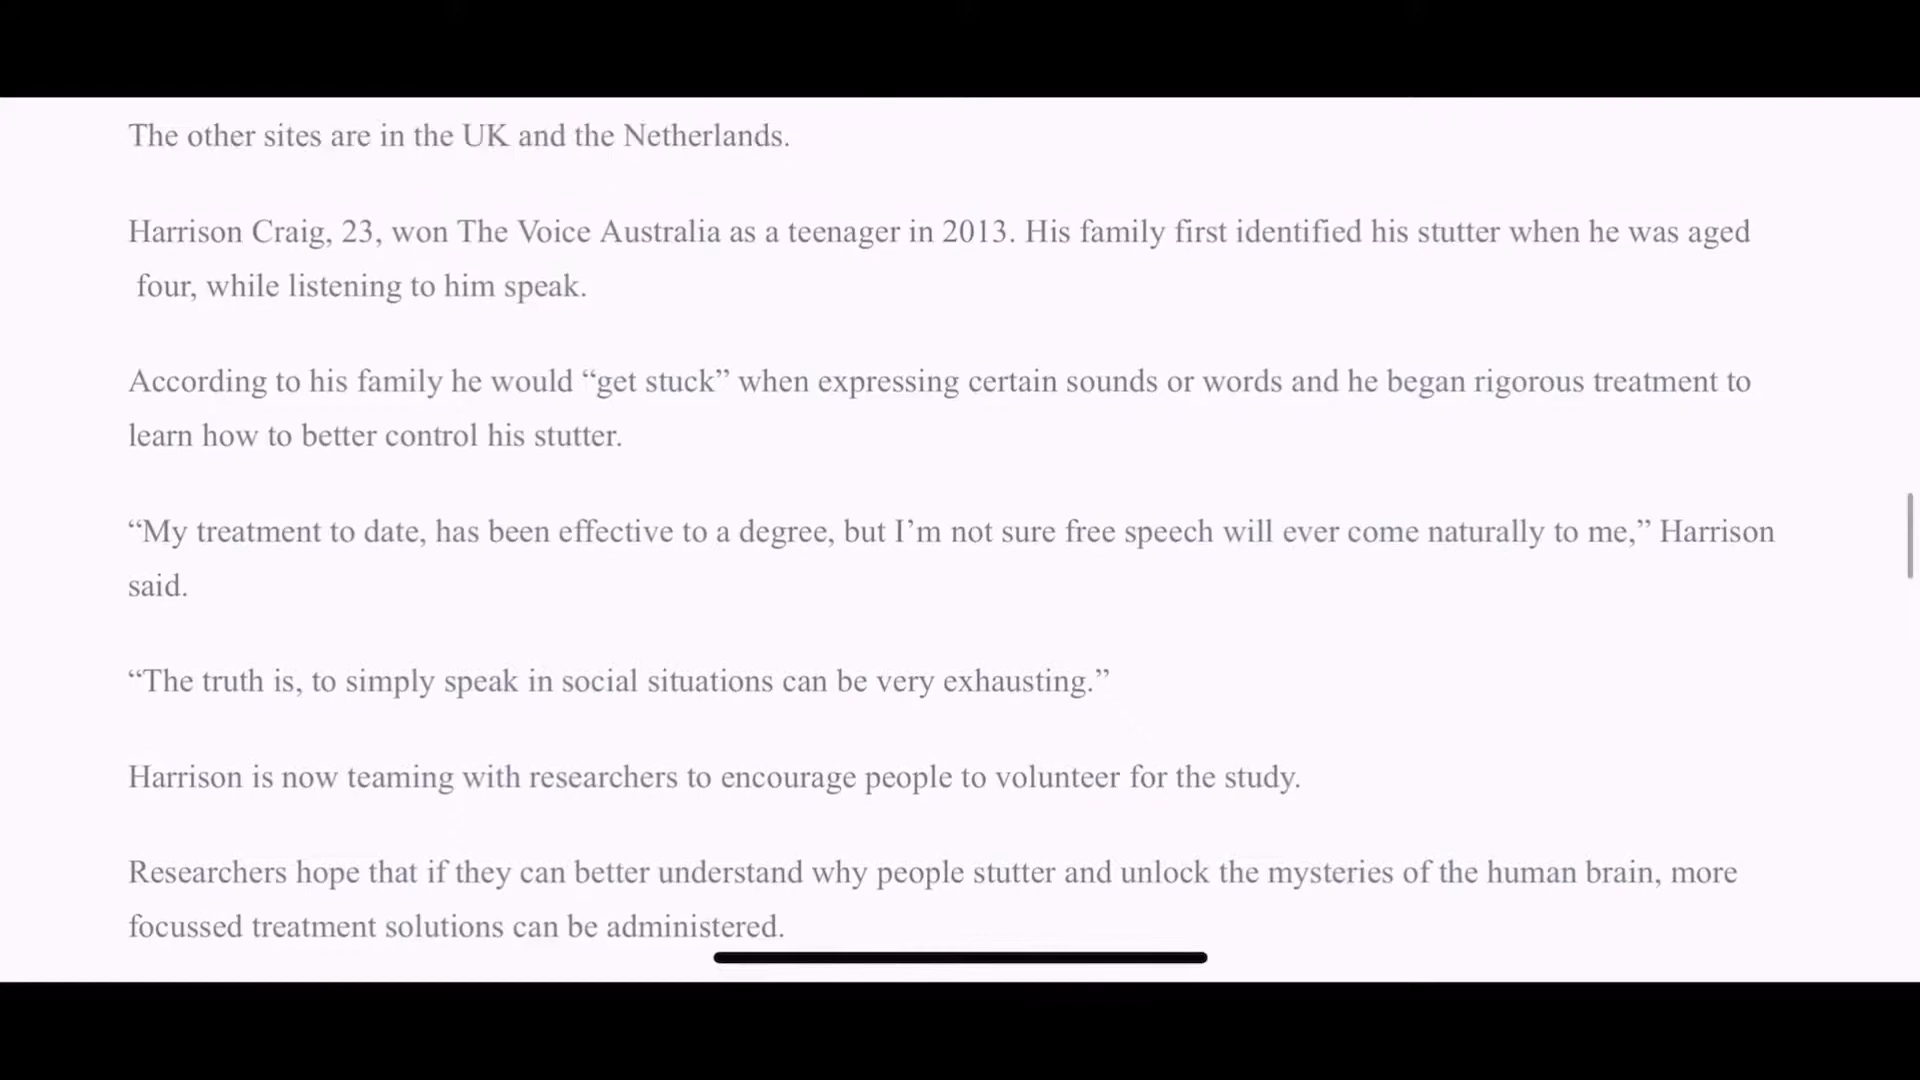 The other sites are in the UK and the Netherlands.
Harrison Craig, 23, won The Voice Australia as a teenager in 2013. His family first identified his stutter when he was aged
four, while listening to him speak.
According to his family he would “get stuck” when expressing certain sounds or words and he began rigorous treatment to
learn how to better control his stutter.
“My treatment to date, has been effective to a degree, but I’m not sure free speech will ever come naturally to me,” Harrison
said.
“The truth is, to simply speak in social situations can be very exhausting.”
Harrison is now teaming with researchers to encourage people to volunteer for the study.
Researchers hope that if they can better understand why people stutter and unlock the mysteries of the human brain, more
focussed treatment solutions can be administered.